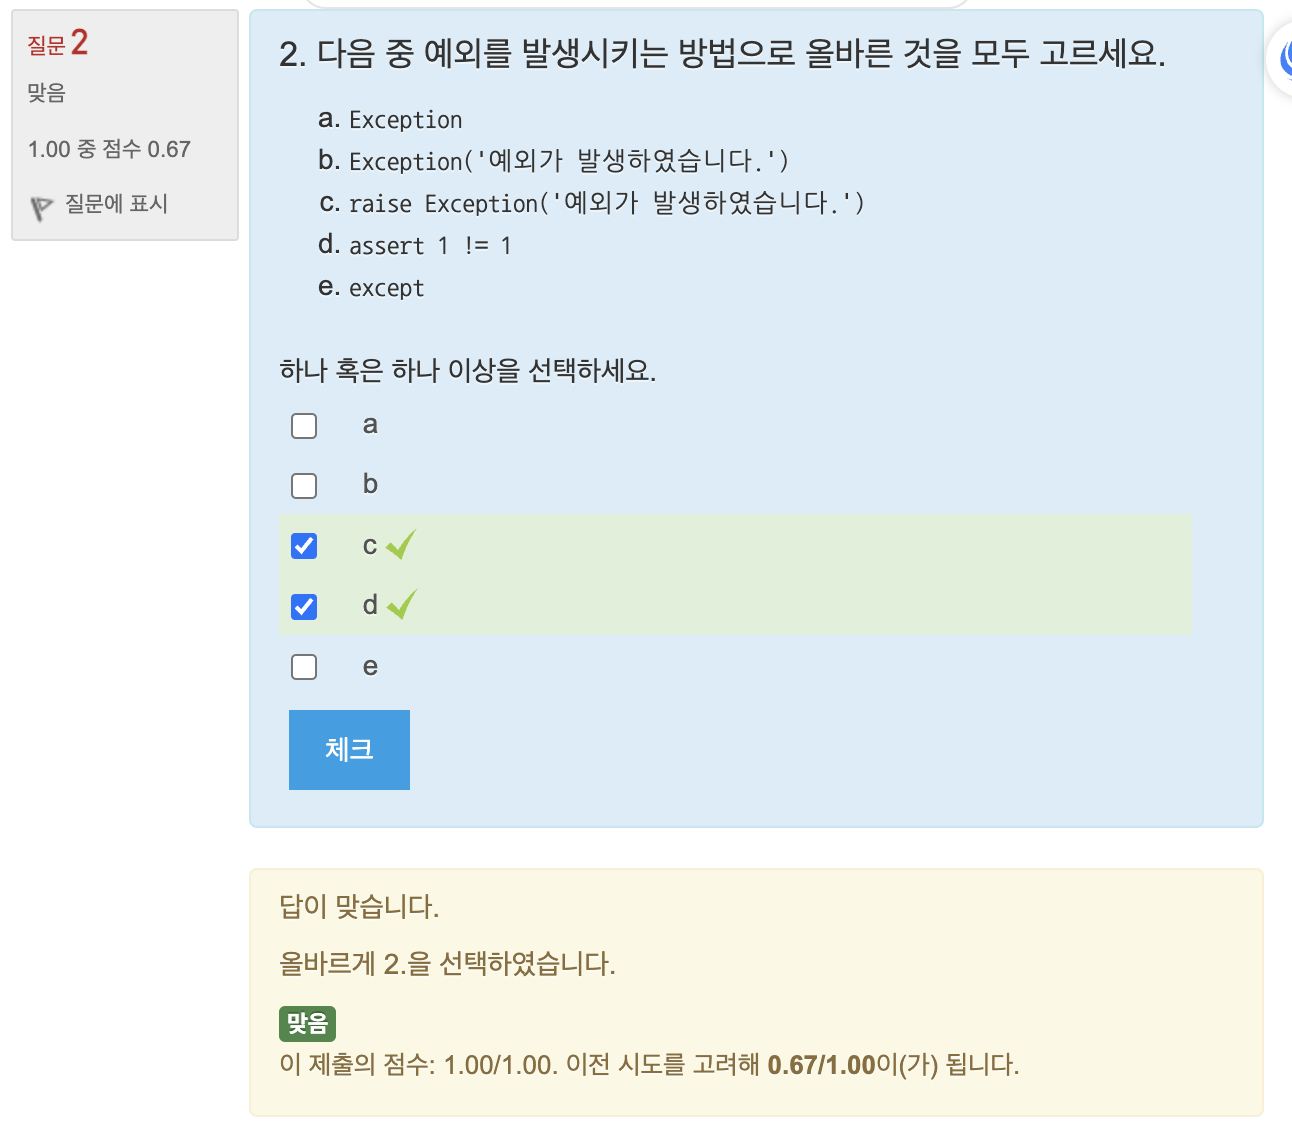 질문 2
맞음
1.00 중 점수 0.67
질문에 표시
2. 다음 중 예외를 발생시키는 방법으로 올바른 것을 모두 고르세요.
a. Exception
b. Exception('예외가 발생하였습니다.')
c. raise Exception('예외가 발생하였습니다.')
d. assert 1 != 1
e. except
하나 혹은 하나 이상을 선택하세요.
a
b
c
d
e
체크
답이 맞습니다.
올바르게 2.을 선택하였습니다.
맞음
이 제출의 점수: 1.00/1.00. 이전 시도를 고려해 0.67/1.00이(가) 됩니다.